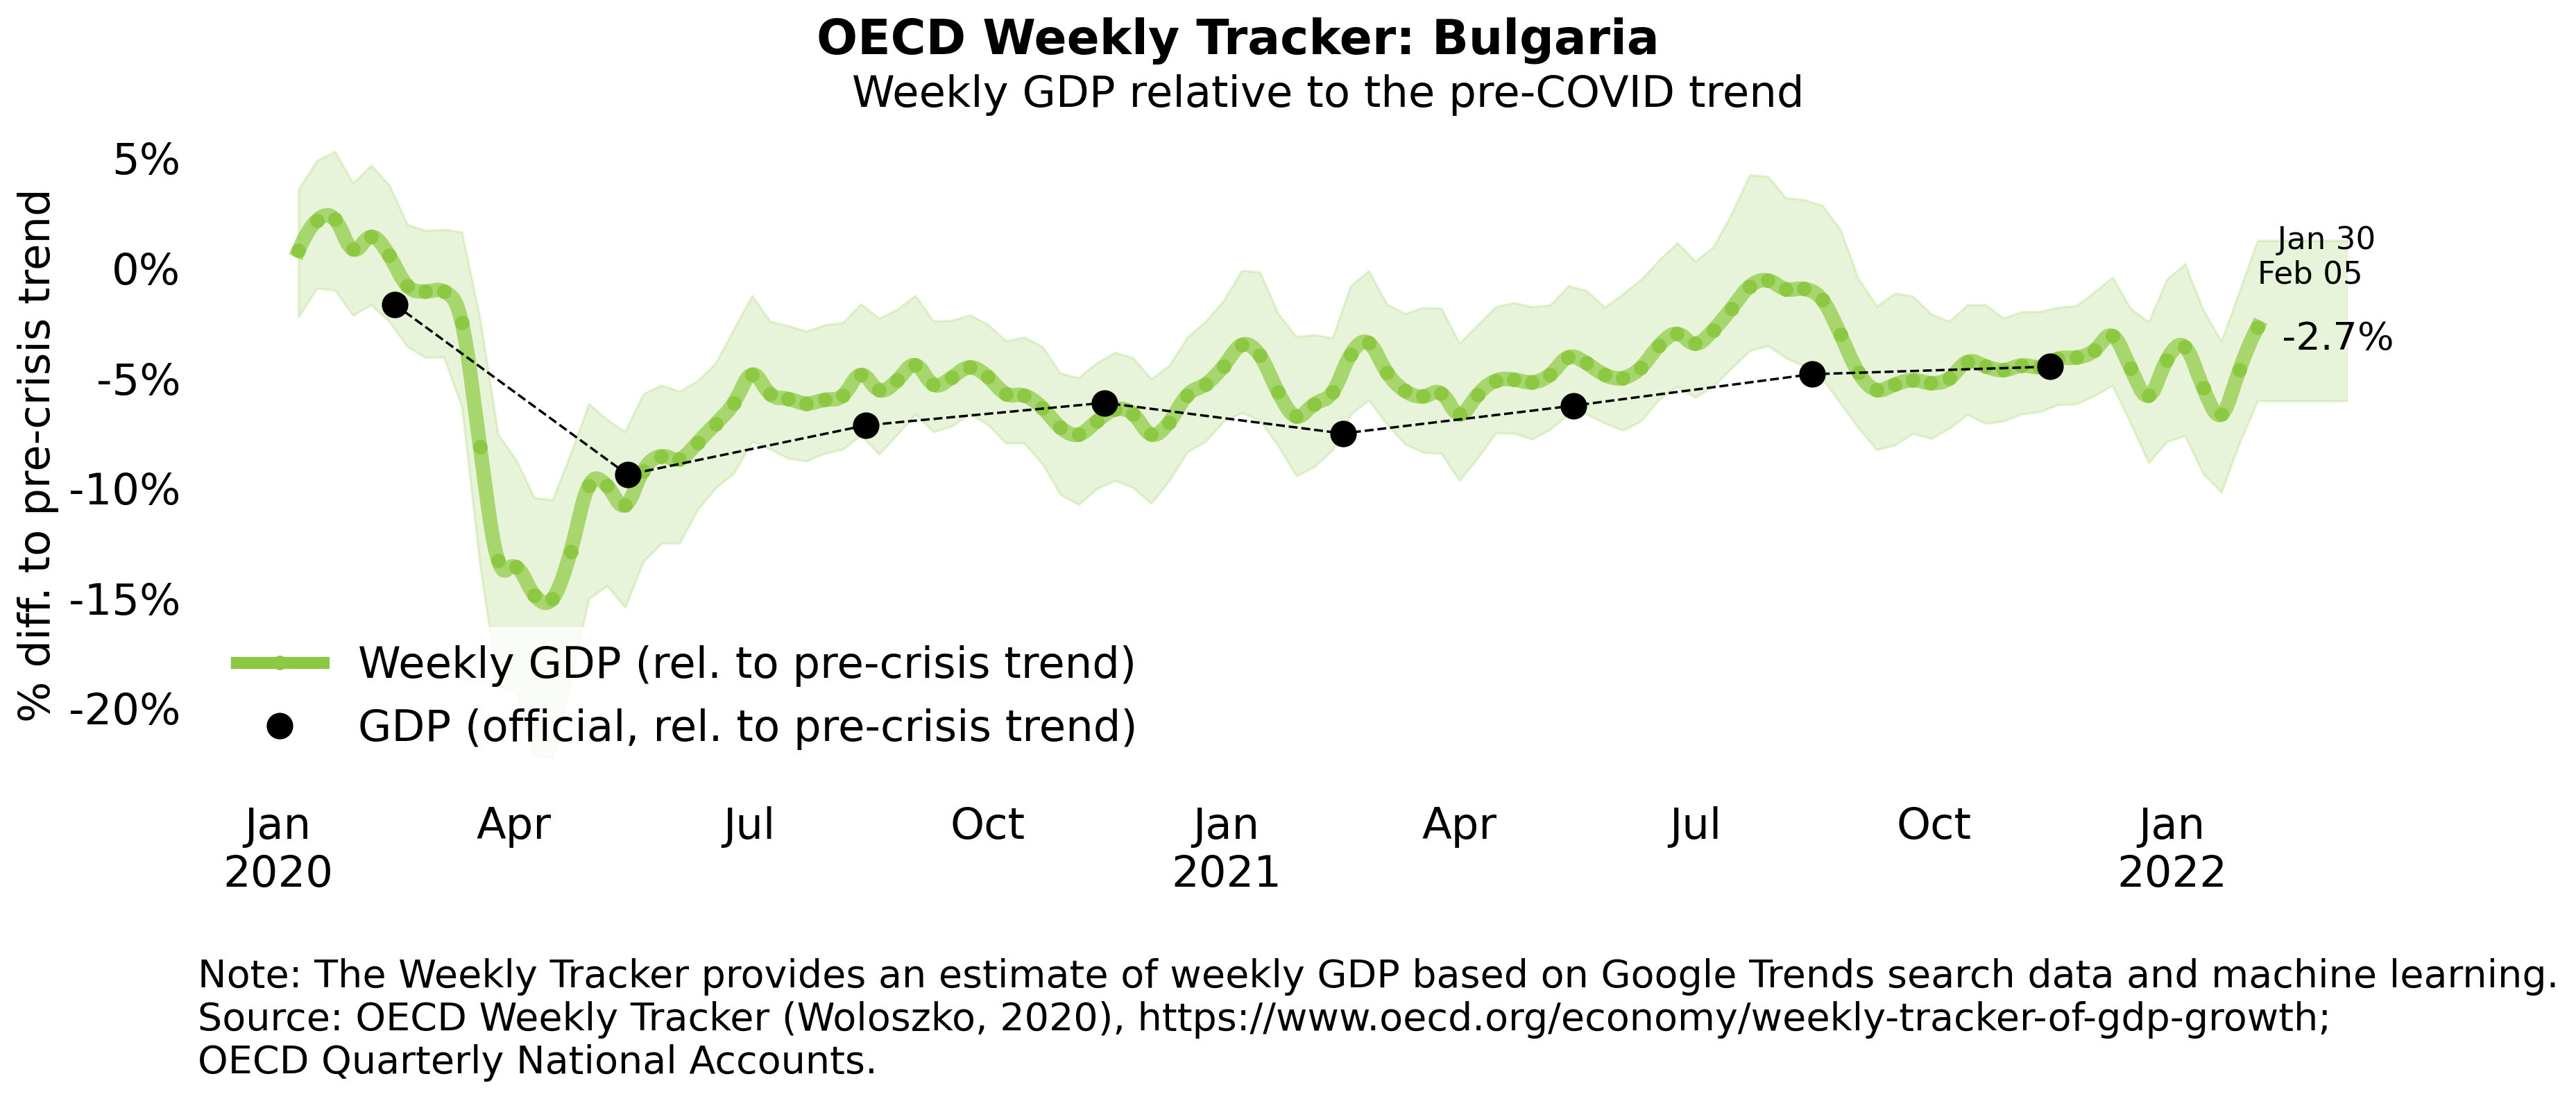 OECD Weekly Tracker: Bulgaria
Weekly GDP relative to the pre-COVID trend
% diff. to pre-crisis trend
5%
0%
-5%
-10%
-15%
-20%
Jan 30
Feb 05
-2.7%
Weekly GDP (rel. to pre-crisis trend)
GDP (official, rel. to pre-crisis trend)
Jan Apr Jul Oct Jan Apr Jul Oct Jan
2020 2021 2022
Note: The Weekly Tracker provides an estimate of weekly GDP based on Google Trends search data and machine learning.
Source: OECD Weekly Tracker (Woloszko, 2020), https://www.oecd.org/economy/weekly-tracker-of-gdp-growth;
OECD Quarterly National Accounts.